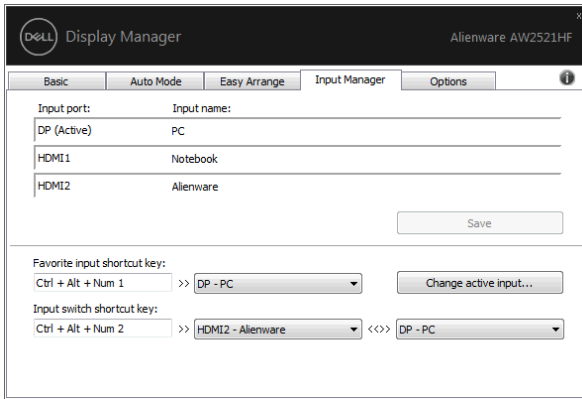 DELL Display Manager Alienware AW2521HF
Basic Auto Mode Easy Arrange Input Manager Options
Input port: Input name:
DP (Active) PC
HDMI1 Notebook
HDMI2 Alienware
Save
Favorite input shortcut key:
Ctrl + Alt + Num 1 >> DP - PC Change active input...
Input switch shortcut key:
Ctrl + Alt + Num 2 >> HDMI2 - Alienware <<>> DP - PC